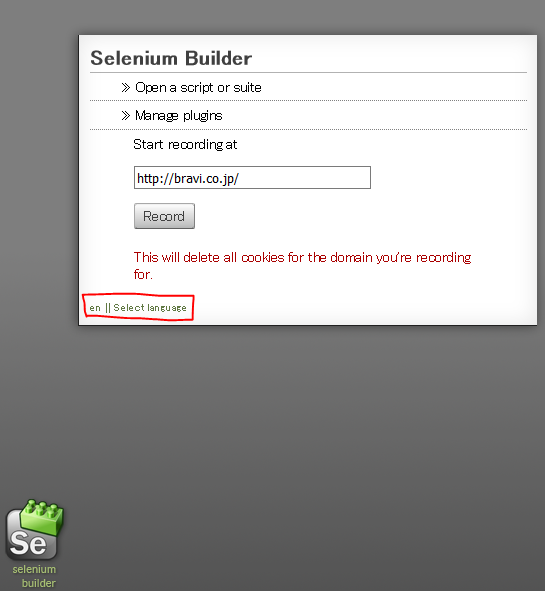 Selenium Builder
» Open a script or suite
» Manage plugins
Start recording at
http://bravi.co.jp/
Record
This will delete all cookies for the domain you're recording
for.
en || Select language
Se
selenium
builder